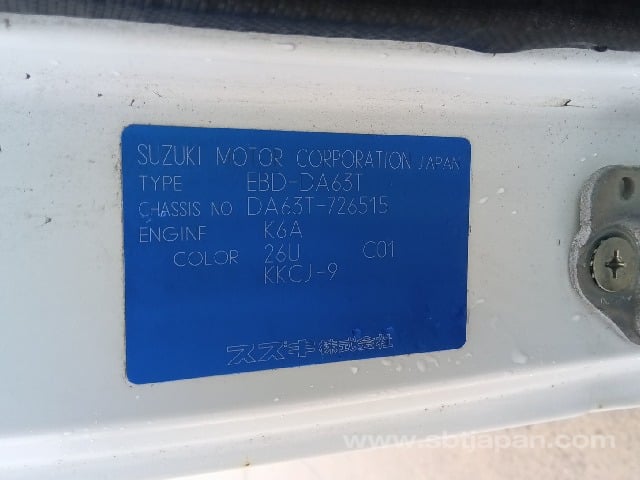 SUZUKI MOTOR CORPORATION JAPAN
TYPE EBD-DA63T
CHASSIS NO DA63T-726515
ENGINE K6A
COLOR 26U C01
KKCJ-9
スズキ株式会社
www.sbtjapan.com